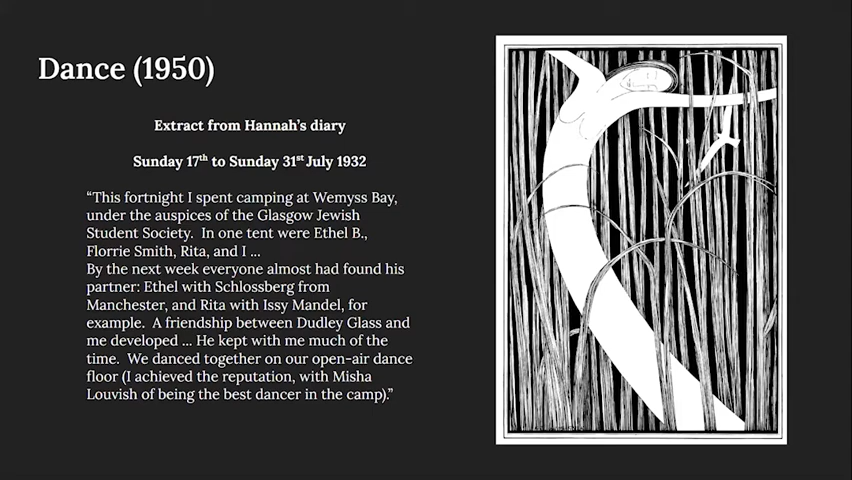 Dance (1950)
Extract from Hannah's diary
Sunday 17th to Sunday 31st July 1932
“This fortnight I spent camping at Wemyss Bay,
under the auspices of the Glasgow Jewish
Student Society.  In one tent were Ethel B.,
Florrie Smith, Rita, and I ...
By the next week everyone almost had found his
partner: Ethel with Schlossberg from
Manchester, and Rita with Issy Mandel, for
example.  A friendship between Dudley Glass and
me developed ... He kept with me much of the
time.  We danced together on our open-air dance
floor (I achieved the reputation, with Misha
Louvish of being the best dancer in the camp).”